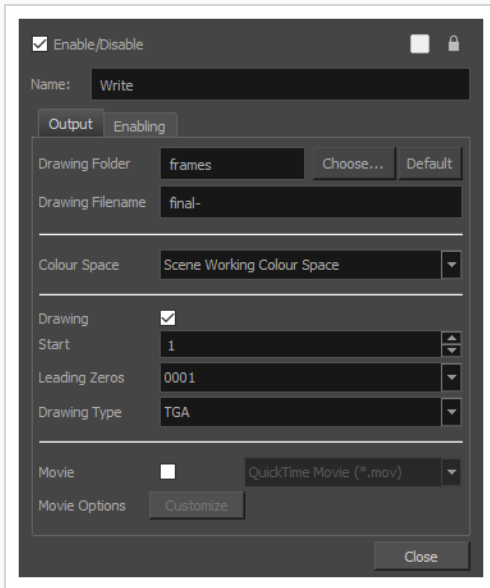 Enable/Disable
Name: Write
Output Enabling
Drawing Folder frames Choose... Default
Drawing Filename final-
Colour Space Scene Working Colour Space
Drawing
Start 1
Leading Zeros 0001
Drawing Type TGA
Movie QuickTime Movie (*.mov)
Movie Options Customize
Close